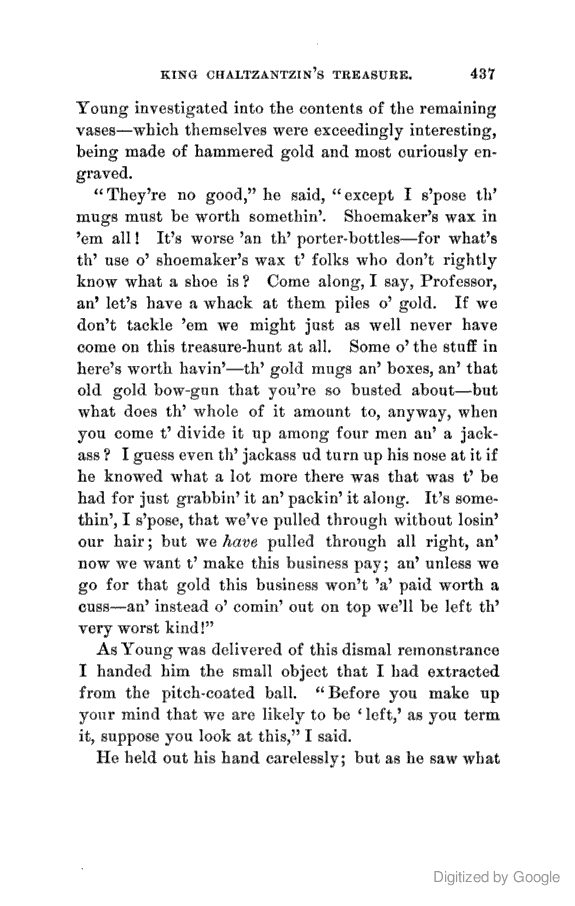 KING CHALTZANTZIN'S TREASURE. 437
Young investigated into the contents of the remaining
vases—which themselves were exceedingly interesting,
being made of hammered gold and most curiously en-
graved.
"They're no good," he said, "except I s'pose th'
mugs must be worth somethin'. Shoemaker's wax in
'em all! It's worse 'an th' porter-bottles—for what's
th' use o' shoemaker's wax t' folks who don't rightly
know what a shoe is? Come along, I say, Professor,
an' let's have a whack at them piles o' gold. If we
don't tackle 'em we might just as well never have
come on this treasure-hunt at all. Some o' the stuff in
here's worth havin'—th' gold mugs an' boxes, an' that
old gold bow-gun that you're so busted about—but
what does th' whole of it amount to, anyway, when
you come t' divide it up among four men an' a jack-
ass? I guess even th' jackass ud turn up his nose at it if
he knowed what a lot more there was that was t' be
had for just grabbin' it an' packin' it along. It's some-
thin', I s'pose, that we've pulled through without losin'
our hair; but we have pulled through all right, an'
now we want t' make this business pay; an' unless we
go for that gold this business won't 'a' paid worth a
cuss—an' instead o' comin' out on top we'll be left th'
very worst kind!"
As Young was delivered of this dismal remonstrance
I handed him the small object that I had extracted
from the pitch-coated ball. "Before you make up
your mind that we are likely to be 'left,' as you term
it, suppose you look at this," I said.
He held out his hand carelessly; but as he saw what
Digitized by Google